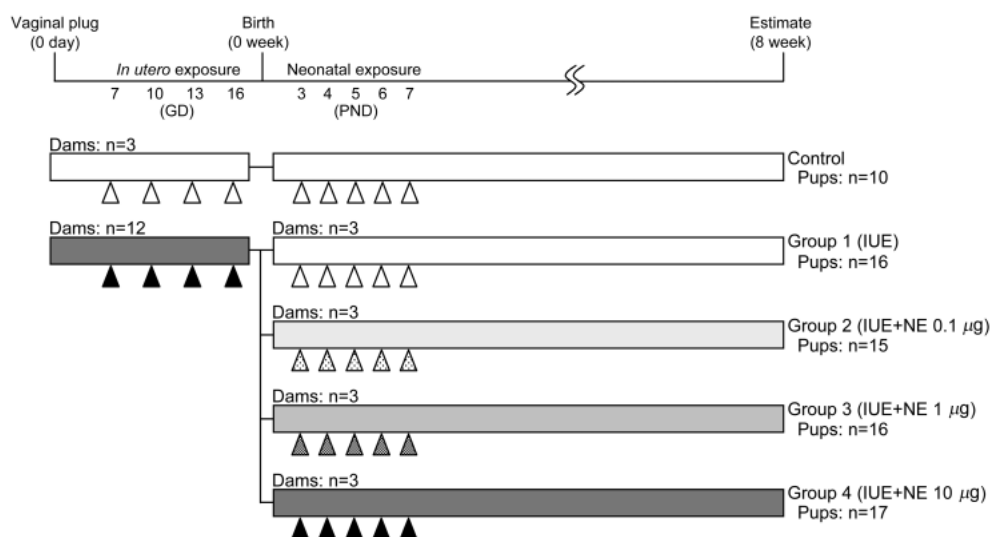 Vaginal plug
(0 day)
Birth
(0 week)
Estimate
(8 week)
In utero exposure
Neonatal exposure
7 10 13 16
(GD)
3 4 5 6 7
(PND)
Dams: n=3
Control
Pups: n=10
Dams: n=12
Dams: n=3
Group 1 (IUE)
Pups: n=16
Dams: n=3
Group 2 (IUE+NE 0.1 μg)
Pups: n=15
Dams: n=3
Group 3 (IUE+NE 1 μg)
Pups: n=16
Dams: n=3
Group 4 (IUE+NE 10 μg)
Pups: n=17